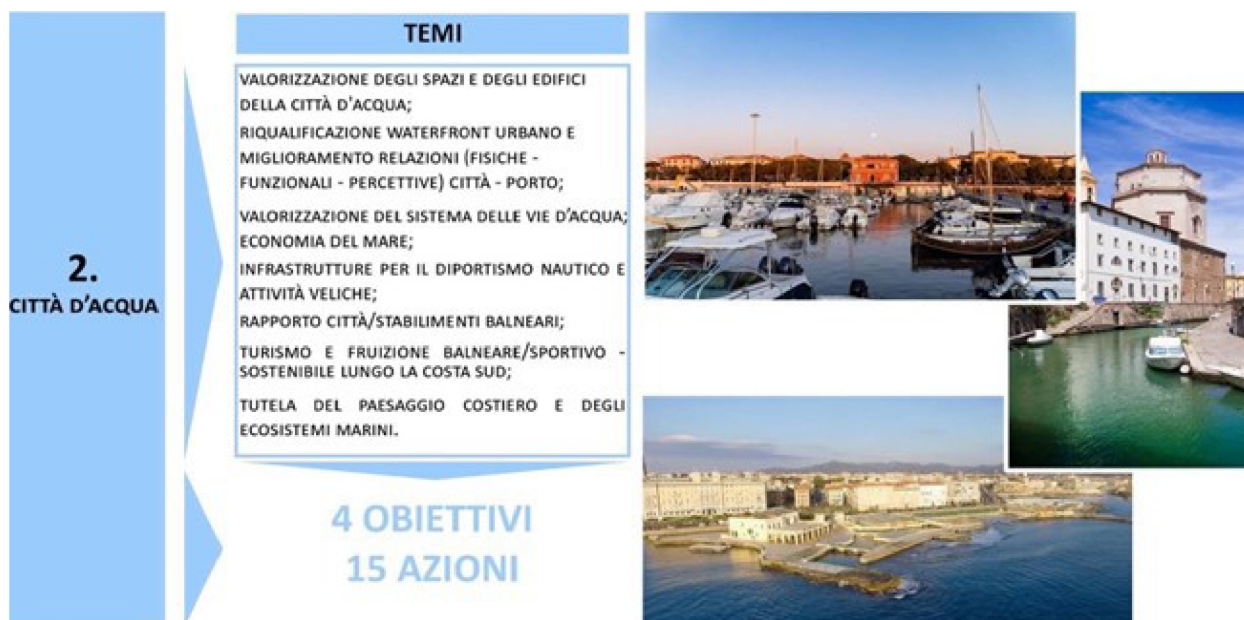 2.
CITTÀ D'ACQUA
TEMI
VALORIZZAZIONE DEGLI SPAZI E DEGLI EDIFICI
DELLA CITTÀ D'ACQUA;
RIQUALIFICAZIONE WATERFRONT URBANO E
MIGLIORAMENTO RELAZIONI (FISICHE -
FUNZIONALI - PERCETTIVE) CITTÀ - PORTO;
VALORIZZAZIONE DEL SISTEMA DELLE VIE D'ACQUA;
ECONOMIA DEL MARE;
INFRASTRUTTURE PER IL DIPORTISMO NAUTICO E
ATTIVITÀ VELICHE;
RAPPORTO CITTÀ/STABILIMENTI BALNEARI;
TURISMO E FRUIZIONE BALNEARE/SPORTIVO -
SOSTENIBILE LUNGO LA COSTA SUD;
TUTELA DEL PAESAGGIO COSTIERO E DEGLI
ECOSISTEMI MARINI.
4 OBIETTIVI
15 AZIONI